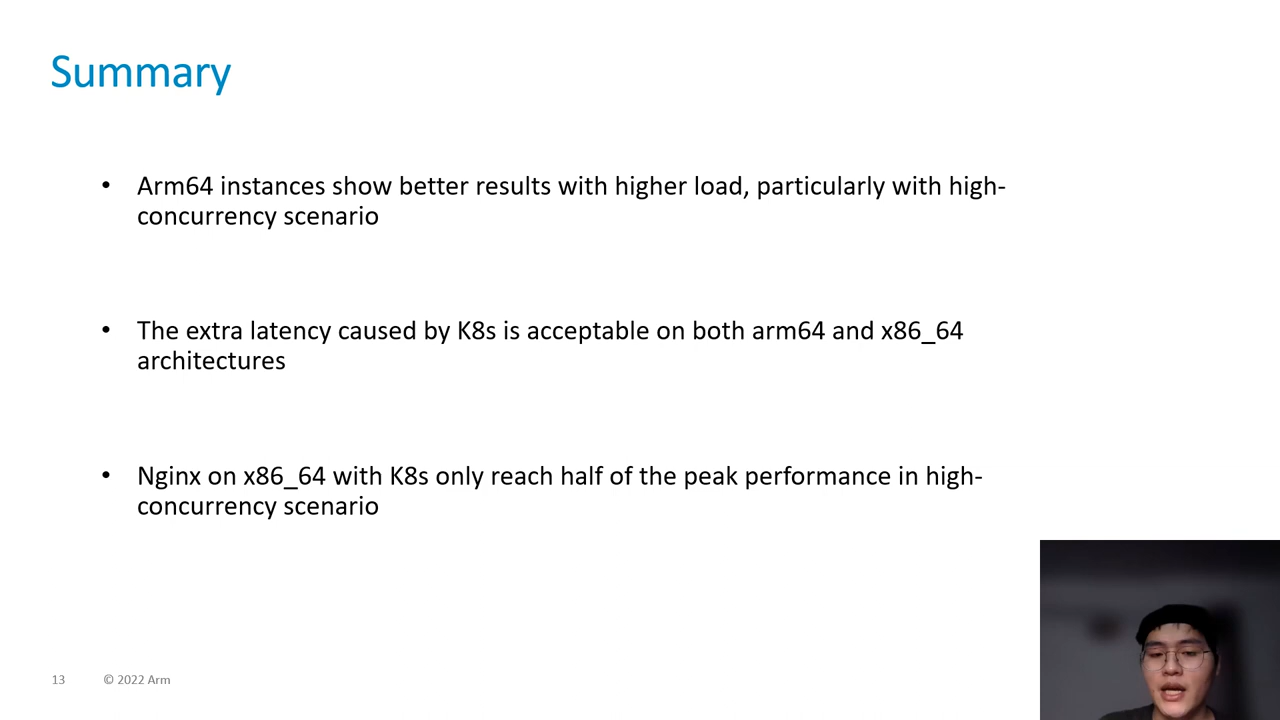 Summary
• Arm64 instances show better results with higher load, particularly with high-
concurrency scenario
• The extra latency caused by K8s is acceptable on both arm64 and x86_64
architectures
• Nginx on x86_64 with K8s only reach half of the peak performance in high-
concurrency scenario
13 © 2022 Arm